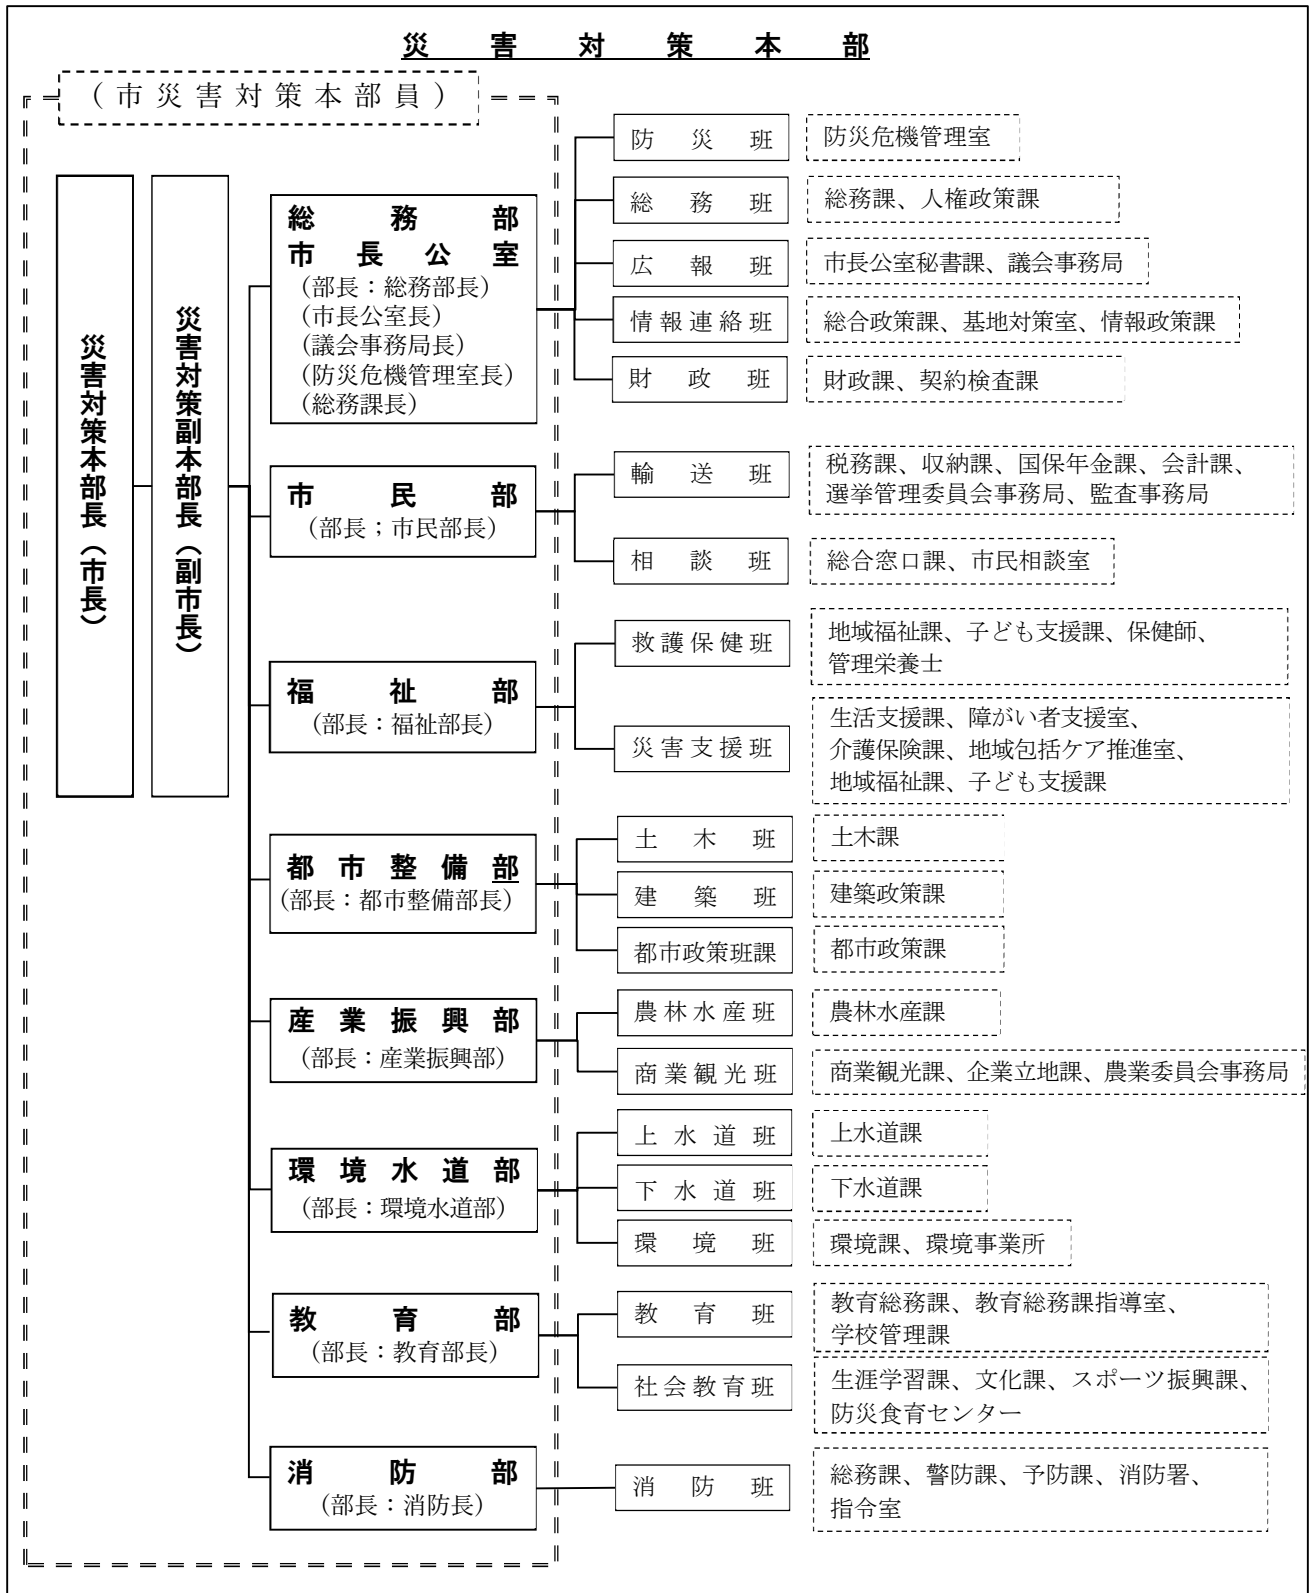 災害対策本部
（市災害対策本部員）
災害対策本部長（市長）
災害対策副本部長（副市長）
総務部
市長公室
(部長：総務部長)
(市長公室長)
(議会事務局長)
(防災危機管理室長)
(総務課長)
防災班
防災危機管理室
総務班
総務課、人権政策課
広報班
市長公室秘書課、議会事務局
情報連絡班
総合政策課、基地対策室、情報政策課
財政班
財政課、契約検査課
市民部
(部長；市民部長)
輸送班
税務課、収納課、国保年金課、会計課、
選挙管理委員会事務局、監査事務局
相談班
総合窓口課、市民相談室
福祉部
(部長：福祉部長)
救護保健班
地域福祉課、子ども支援課、保健師、
管理栄養士
災害支援班
生活支援課、障がい者支援室、
介護保険課、地域包括ケア推進室、
地域福祉課、子ども支援課
都市整備部
(部長：都市整備部長)
土木班
土木課
建築班
建築政策課
都市政策班課
都市政策課
産業振興部
(部長：産業振興部)
農林水産班
農林水産課
商業観光班
商業観光課、企業立地課、農業委員会事務局
環境水道部
(部長：環境水道部)
上水道班
上水道課
下水道班
下水道課
環境班
環境課、環境事業所
教育部
(部長：教育部長)
教育班
教育総務課、教育総務課指導室、
学校管理課
社会教育班
生涯学習課、文化課、スポーツ振興課、
防災食育センター
消防部
(部長：消防長)
消防班
総務課、警防課、予防課、消防署、
指令室